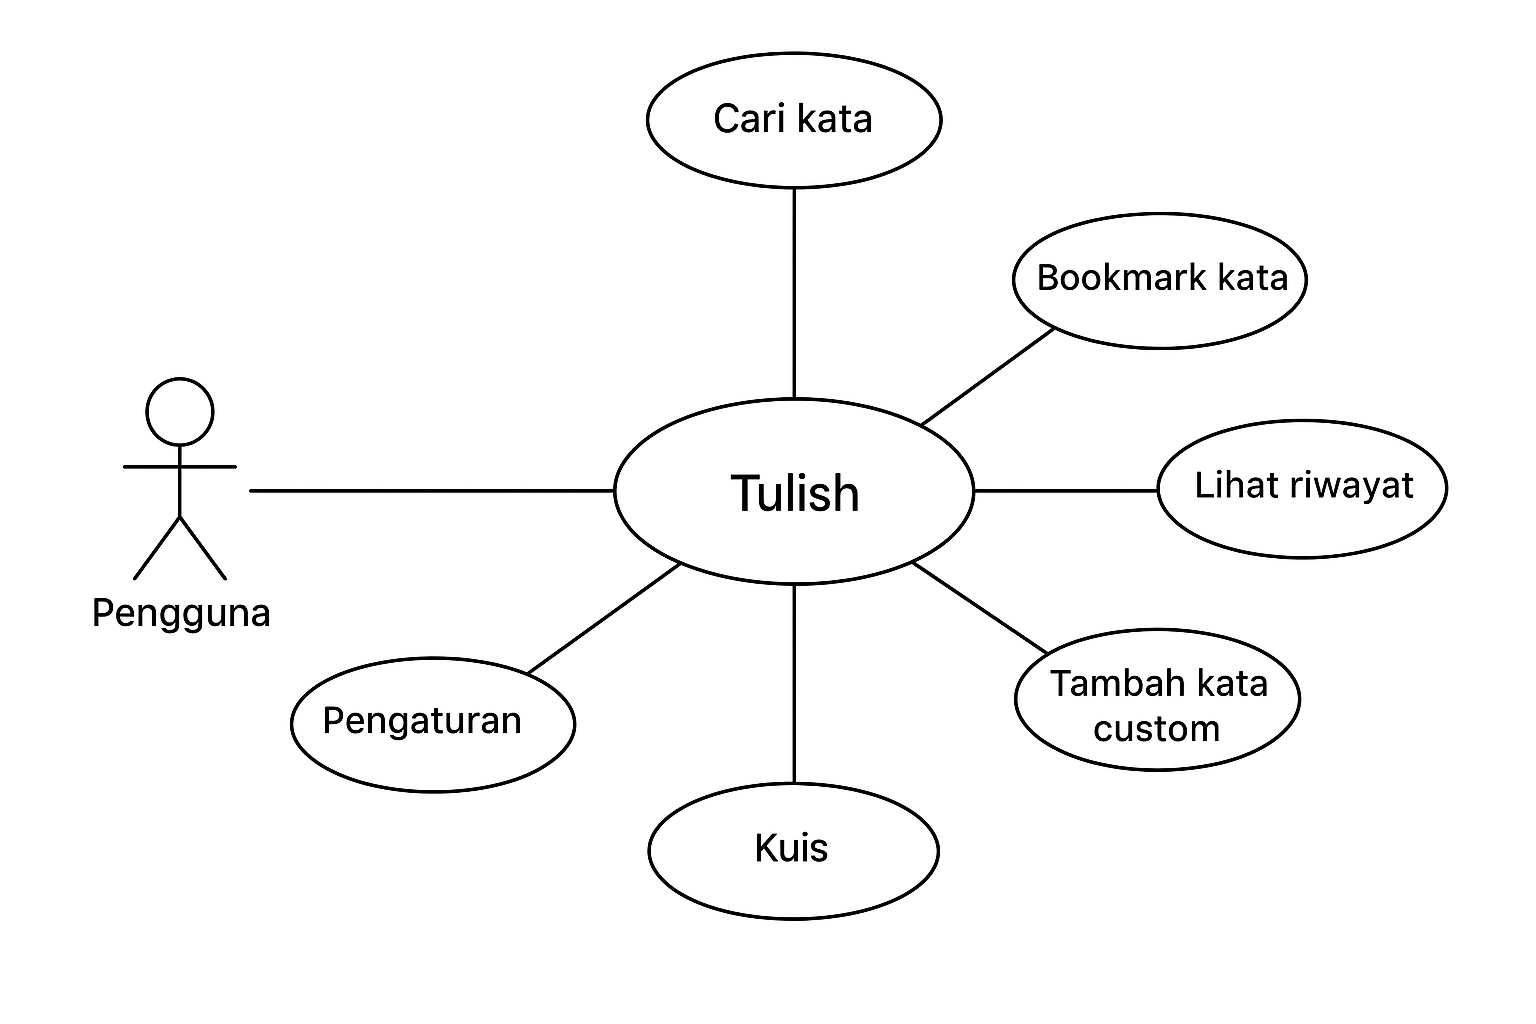 Cari kata
Bookmark kata
Tulish
Lihat riwayat
Pengguna
Pengaturan
Tambah kata
custom
Kuis